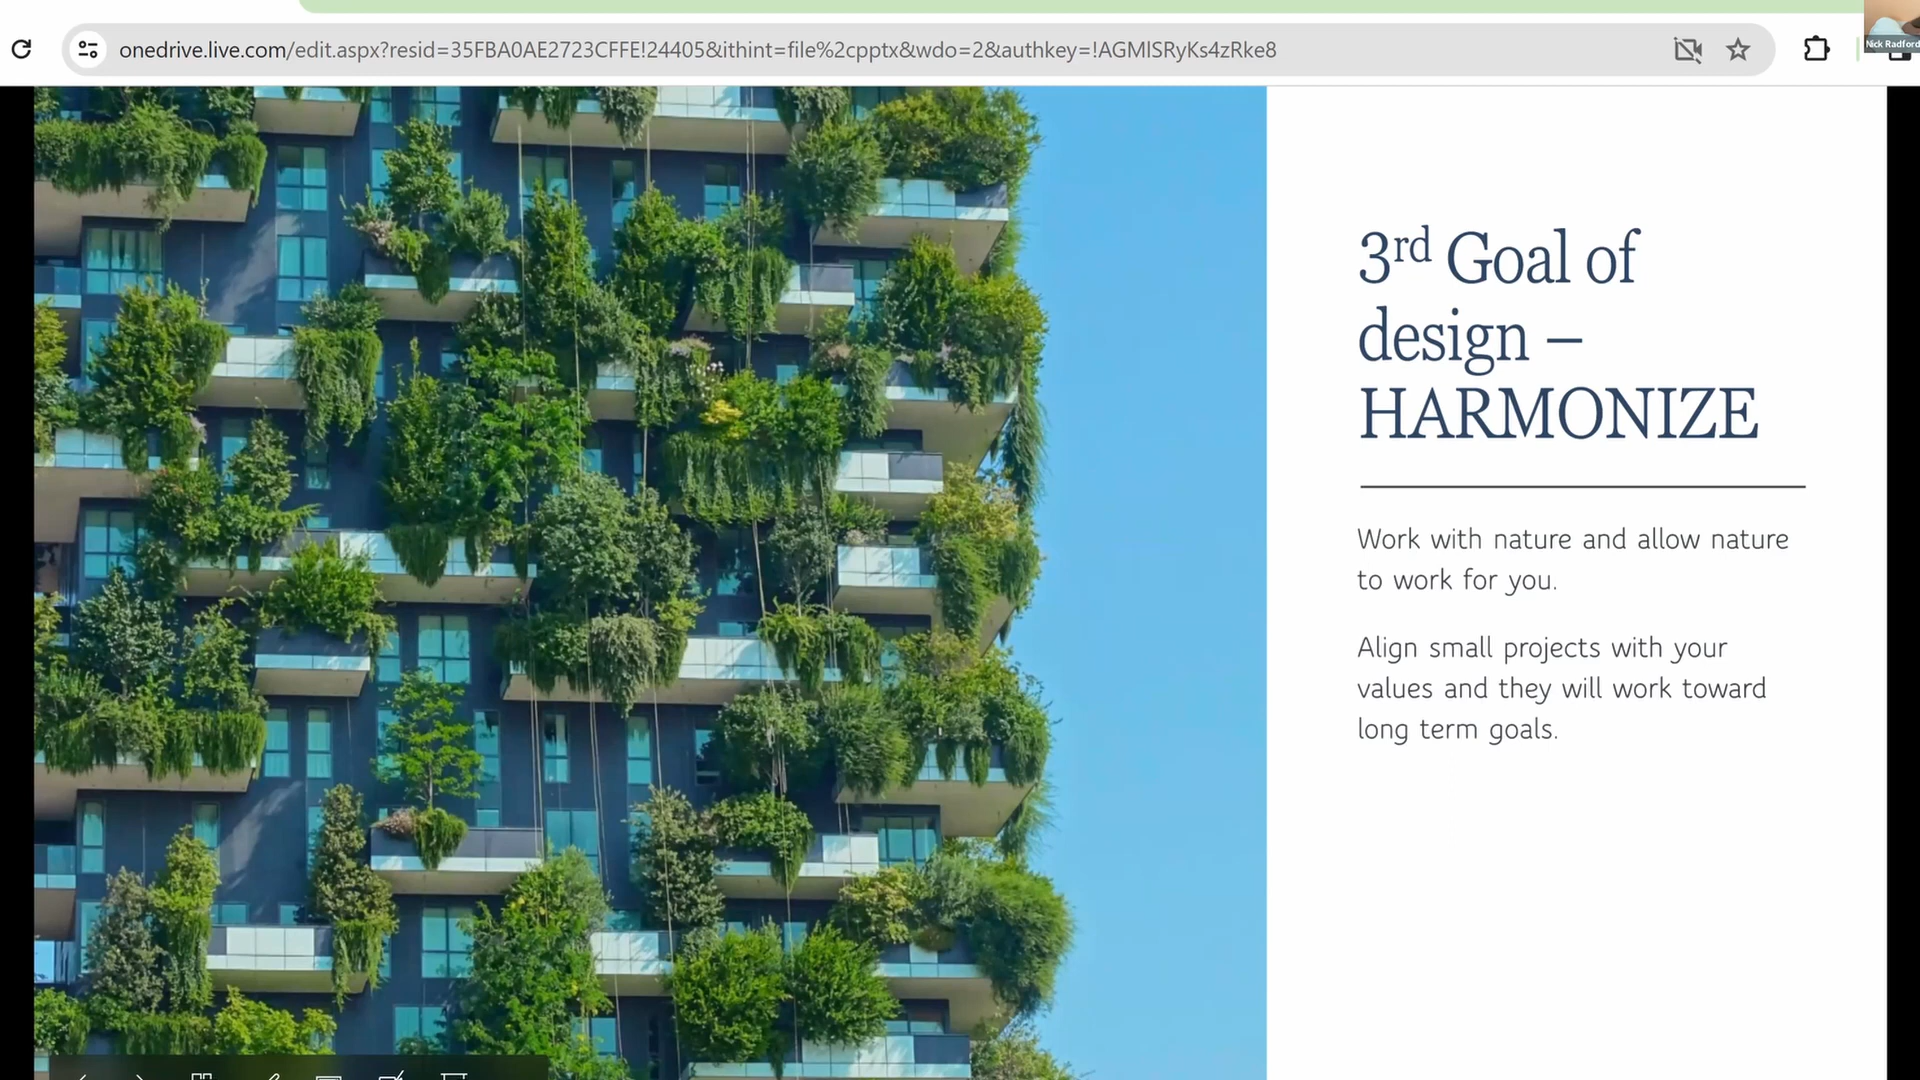 onedrive.live.com/edit.aspx?resid=35FBA0AE2723CFFE!24405&ithint=file%2cpptx&wdo=2&authkey=!AGMlSRyKs4zRke8
Nick Radford
3rd Goal of
design –
HARMONIZE
Work with nature and allow nature
to work for you.
Align small projects with your
values and they will work toward
long term goals.